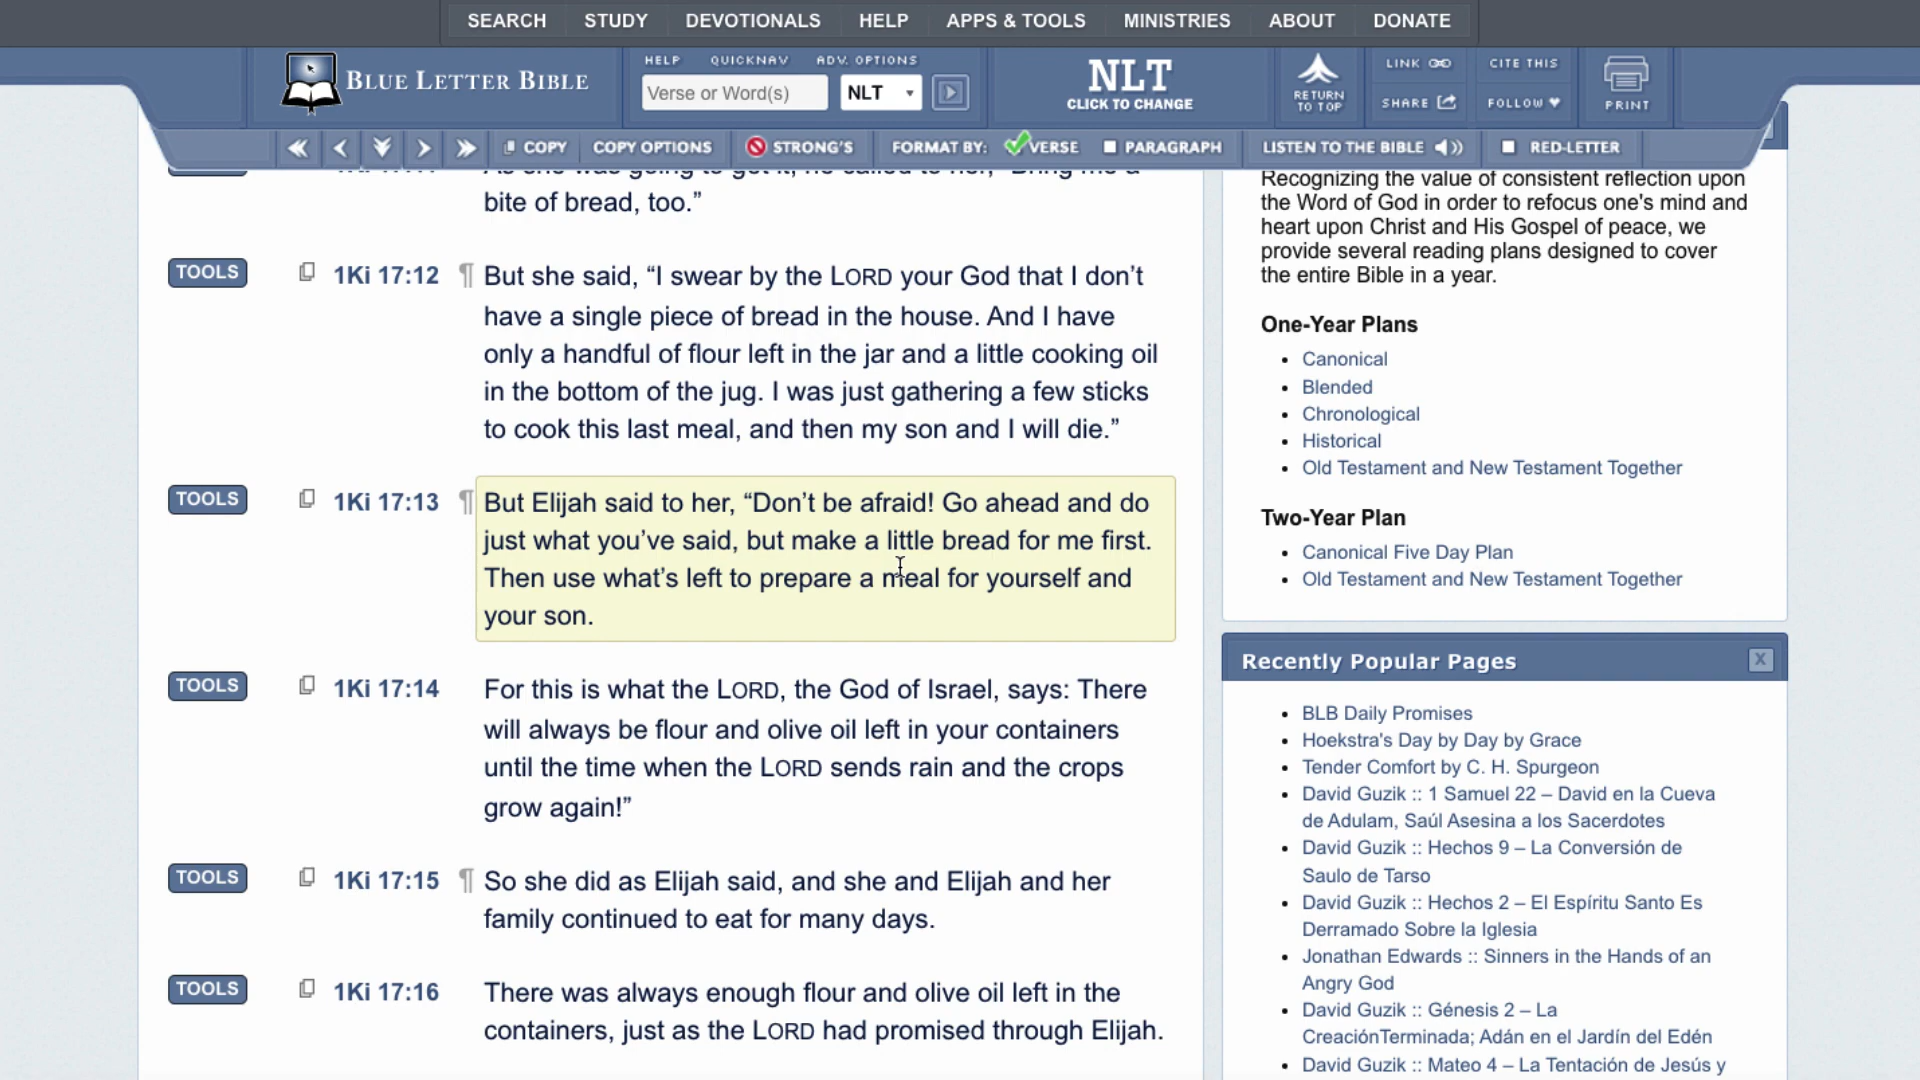 SEARCH STUDY DEVOTIONALS HELP APPS & TOOLS MINISTRIES ABOUT DONATE
BLUE LETTER BIBLE
HELP QUICKNAV ADV. OPTIONS
Verse or Word(s) NLT
NLT
CLICK TO CHANGE
RETURN
TO TOP
LINK CITE THIS
SHARE FOLLOW
PRINT
COPY COPY OPTIONS STRONG'S FORMAT BY: VERSE PARAGRAPH LISTEN TO THE BIBLE RED-LETTER
bite of bread, too.”
TOOLS 1Ki 17:12 ¶ But she said, “I swear by the LORD your God that I don’t
have a single piece of bread in the house. And I have
only a handful of flour left in the jar and a little cooking oil
in the bottom of the jug. I was just gathering a few sticks
to cook this last meal, and then my son and I will die.”
TOOLS 1Ki 17:13 ¶ But Elijah said to her, “Don’t be afraid! Go ahead and do
just what you’ve said, but make a little bread for me first.
Then use what’s left to prepare a meal for yourself and
your son.
TOOLS 1Ki 17:14 For this is what the LORD, the God of Israel, says: There
will always be flour and olive oil left in your containers
until the time when the LORD sends rain and the crops
grow again!”
TOOLS 1Ki 17:15 ¶ So she did as Elijah said, and she and Elijah and her
family continued to eat for many days.
TOOLS 1Ki 17:16 There was always enough flour and olive oil left in the
containers, just as the LORD had promised through Elijah.
Recognizing the value of consistent reflection upon
the Word of God in order to refocus one's mind and
heart upon Christ and His Gospel of peace, we
provide several reading plans designed to cover
the entire Bible in a year.
One-Year Plans
• Canonical
• Blended
• Chronological
• Historical
• Old Testament and New Testament Together
Two-Year Plan
• Canonical Five Day Plan
• Old Testament and New Testament Together
Recently Popular Pages X
• BLB Daily Promises
• Hoekstra's Day by Day by Grace
• Tender Comfort by C. H. Spurgeon
• David Guzik :: 1 Samuel 22 – David en la Cueva
de Adulam, Saúl Asesina a los Sacerdotes
• David Guzik :: Hechos 9 – La Conversión de
Saulo de Tarso
• David Guzik :: Hechos 2 – El Espíritu Santo Es
Derramado Sobre la Iglesia
• Jonathan Edwards :: Sinners in the Hands of an
Angry God
• David Guzik :: Génesis 2 – La
CreaciónTerminada; Adán en el Jardín del Edén
• David Guzik :: Mateo 4 – La Tentación de Jesús y